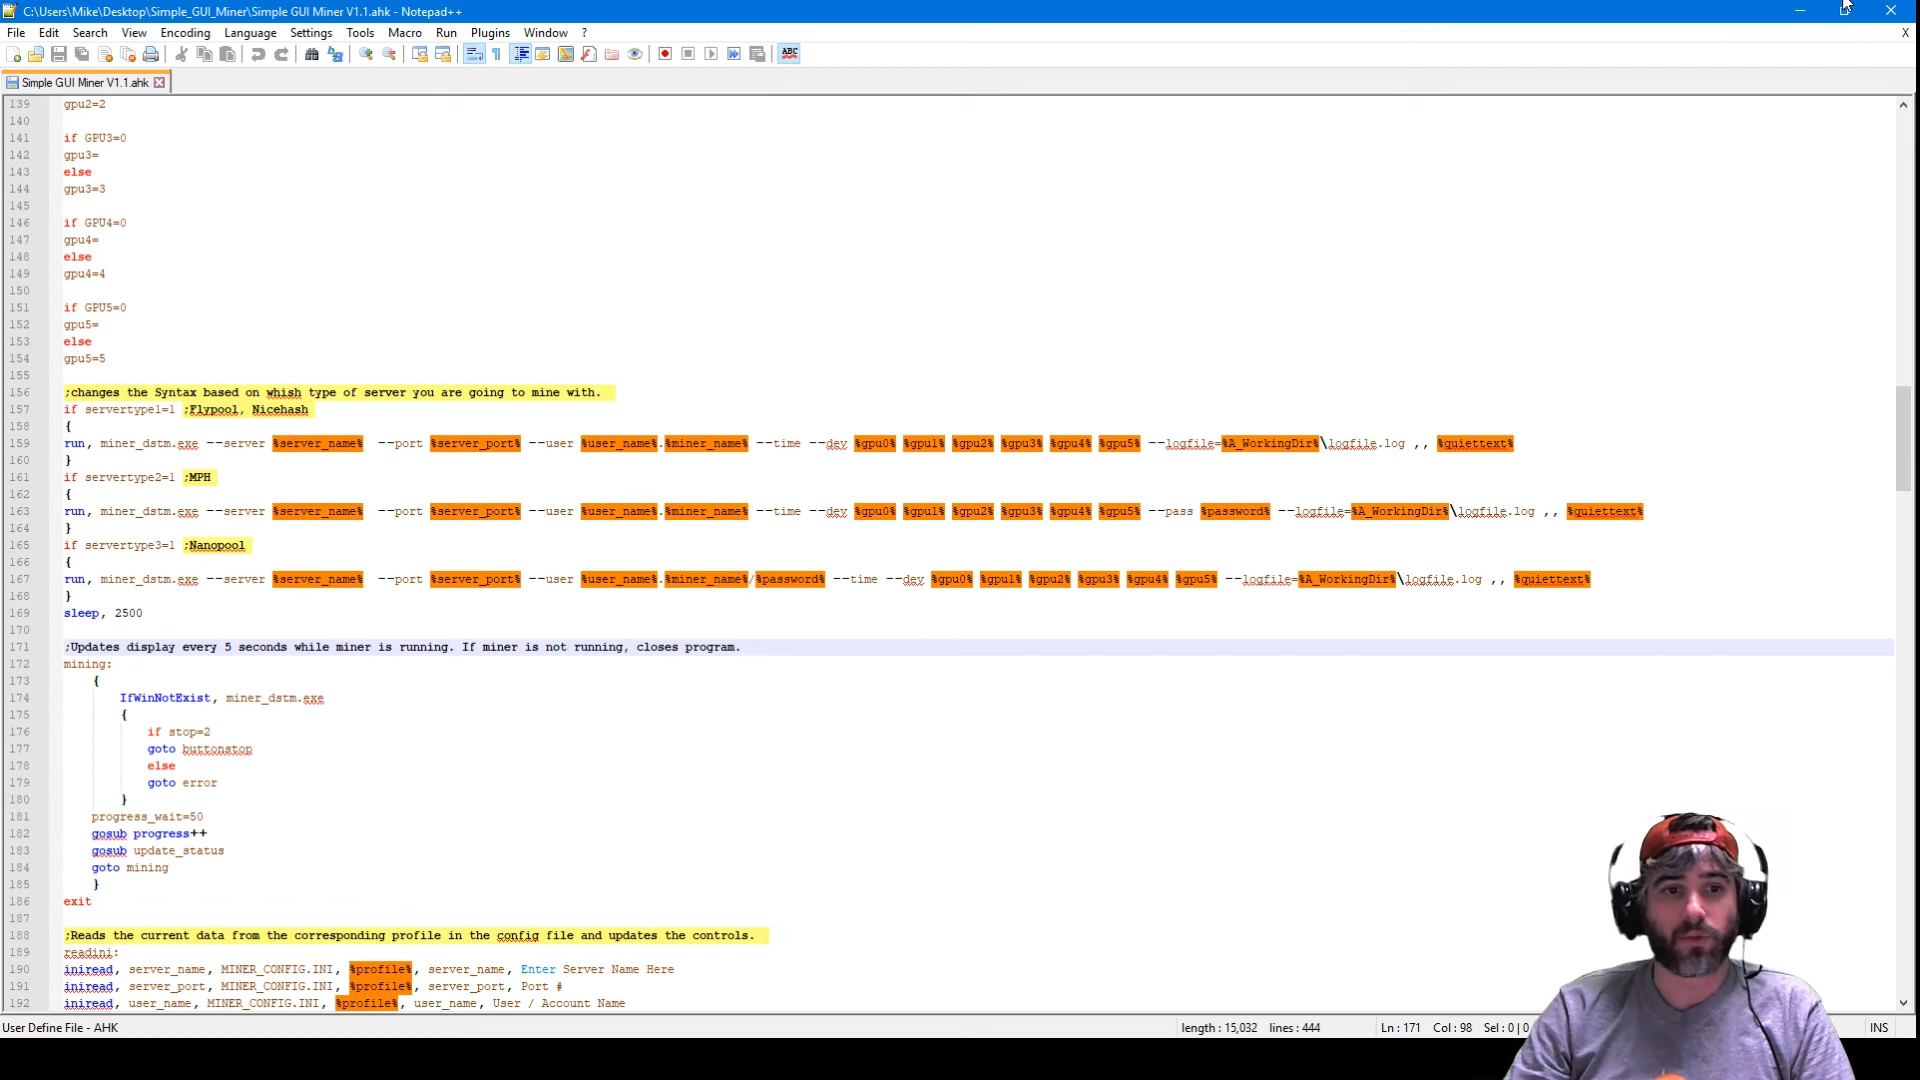 C:\Users\Mike\Desktop\Simple_GUI_Miner\Simple GUI Miner V1.1.ahk - Notepad++
File Edit Search View Encoding Language Settings Tools Macro Run Plugins Window ? X
ABC
Simple GUI Miner V1.1.ahk
139 gpu2=2
140
141 if GPU3=0
142 gpu3=
143 else
144 gpu3=3
145
146 if GPU4=0
147 gpu4=
148 else
149 gpu4=4
150
151 if GPU5=0
152 gpu5=
153 else
154 gpu5=5
155
156 ;changes the Syntax based on whish type of server you are going to mine with.
157 if servertype1=1 ;Flypool, Nicehash
158 {
159 run, miner_dstm.exe --server %server_name% --port %server_port% --user %user_name%.%miner_name% --time --dev %gpu0% %gpu1% %gpu2% %gpu3% %gpu4% %gpu5% --logfile=%A_WorkingDir%\logfile.log ,, %quiettext%
160 }
161 if servertype2=1 ;MPH
162 {
163 run, miner_dstm.exe --server %server_name% --port %server_port% --user %user_name%.%miner_name% --time --dev %gpu0% %gpu1% %gpu2% %gpu3% %gpu4% %gpu5% --pass %password% --logfile=%A_WorkingDir%\logfile.log ,, %quiettext%
164 }
165 if servertype3=1 ;Nanopool
166 {
167 run, miner_dstm.exe --server %server_name% --port %server_port% --user %user_name%.%miner_name%/%password% --time --dev %gpu0% %gpu1% %gpu2% %gpu3% %gpu4% %gpu5% --logfile=%A_WorkingDir%\logfile.log ,, %quiettext%
168 }
169 sleep, 2500
170
171 ;Updates display every 5 seconds while miner is running. If miner is not running, closes program.
172 mining:
173 {
174 IfWinNotExist, miner_dstm.exe
175 {
176 if stop=2
177 goto buttonstop
178 else
179 goto error
180 }
181 progress_wait=50
182 gosub progress++
183 gosub update_status
184 goto mining
185 }
186 exit
187
188 ;Reads the current data from the corresponding profile in the config file and updates the controls.
189 readini:
190 iniread, server_name, MINER_CONFIG.INI, %profile%, server_name, Enter Server Name Here
191 iniread, server_port, MINER_CONFIG.INI, %profile%, server_port, Port #
192 iniread, user_name, MINER_CONFIG.INI, %profile%, user_name, User / Account Name
User Define File - AHK length : 15,032 lines : 444 Ln : 171 Col : 98 Sel : 0 | 0 INS